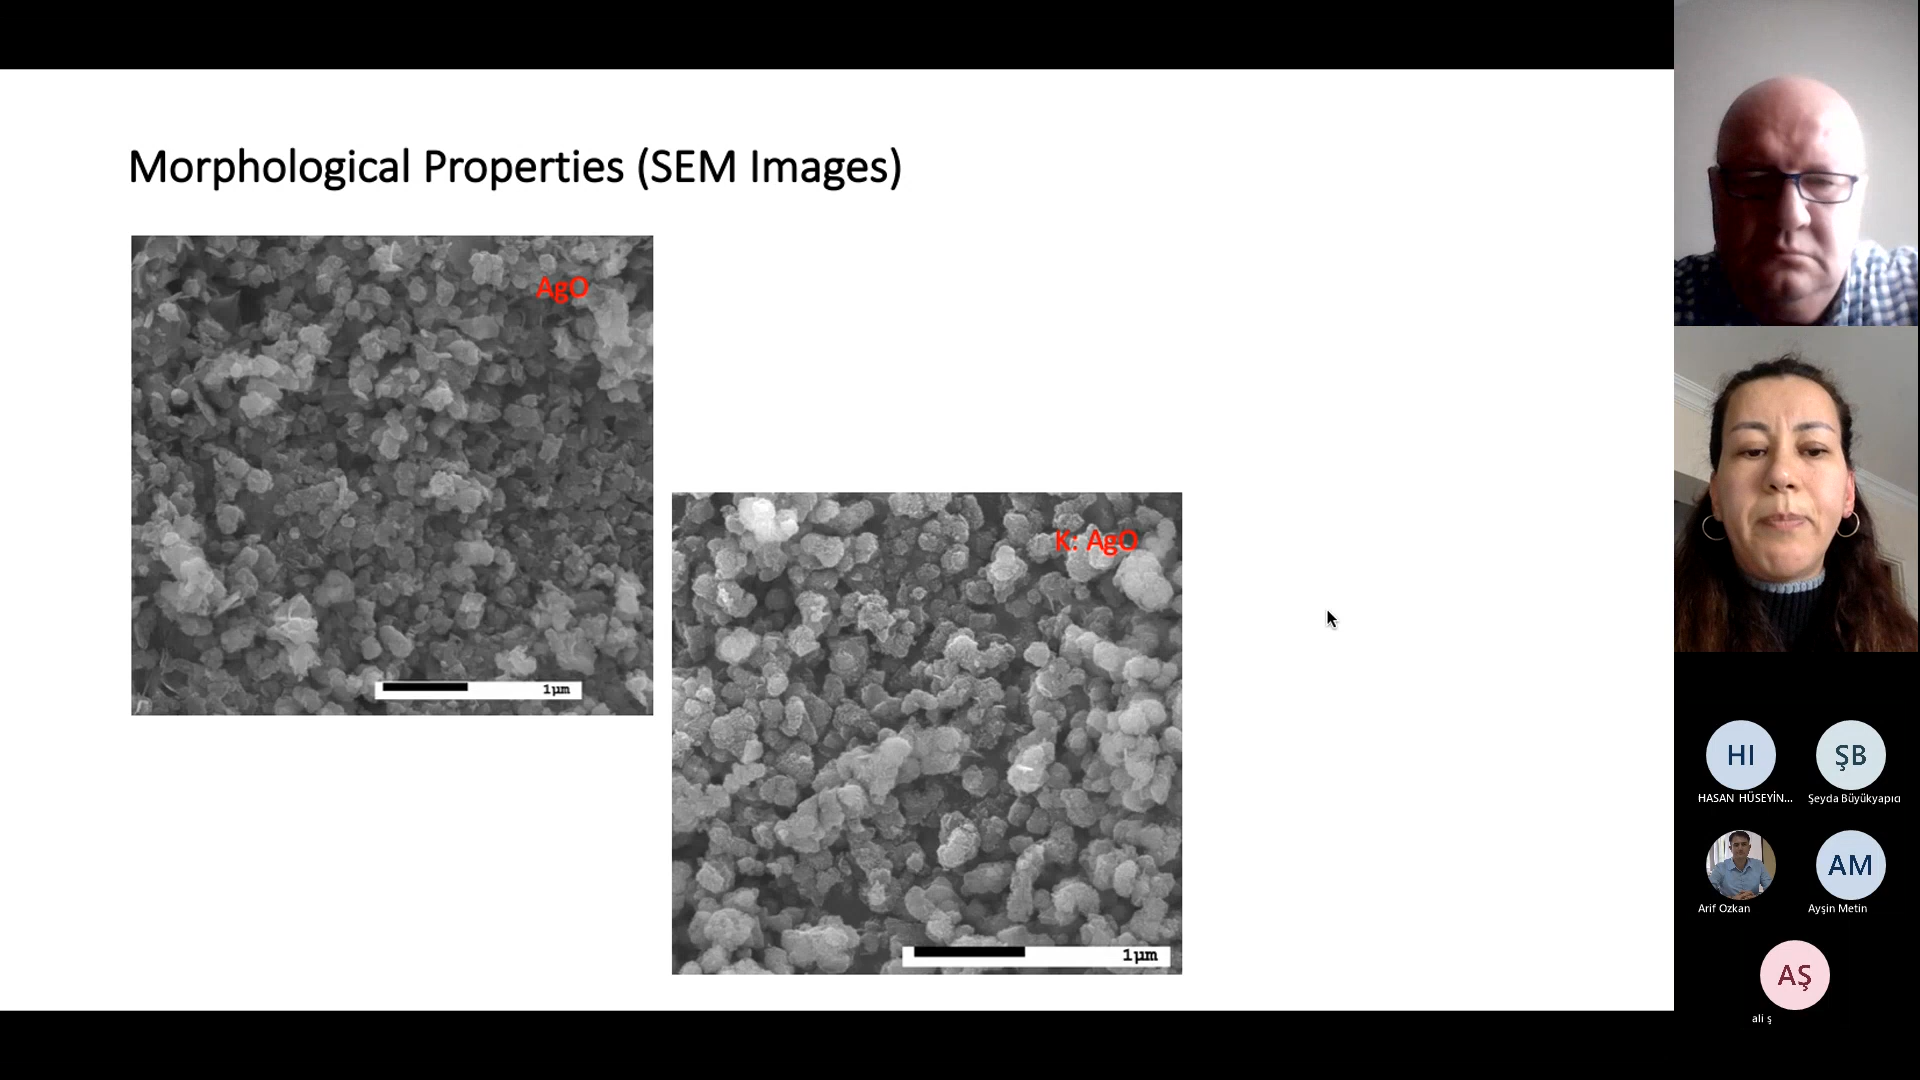 Morphological Properties (SEM Images)
AgO
1µm
K: AgO
1µm
HI
HASAN HÜSEYİN...
ŞB
Şeyda Büyükyapıcı
Arif Ozkan
AM
Ayşin Metin
AŞ
ali ş